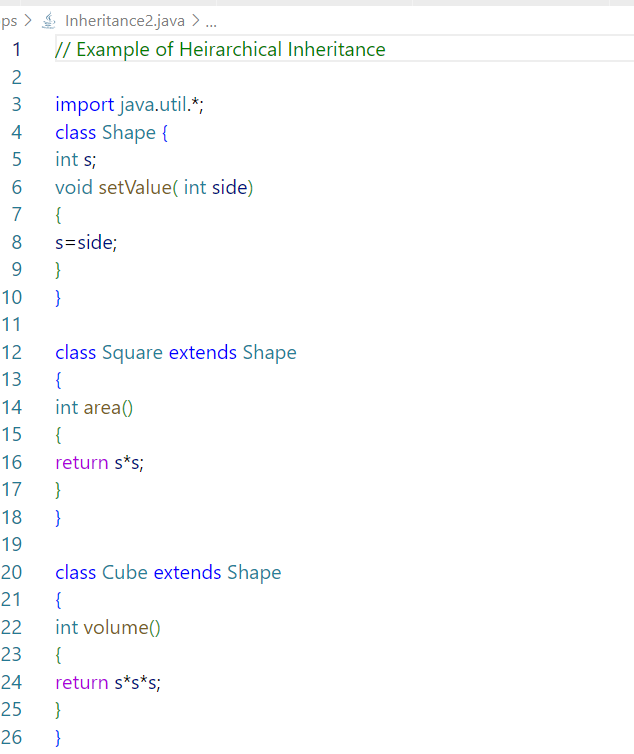 ps > Inheritance2.java > ...
1 // Example of Heirarchical Inheritance
2
3 import java.util.*;
4 class Shape {
5 int s;
6 void setValue( int side)
7 {
8 s=side;
9 }
10 }
11
12 class Square extends Shape
13 {
14 int area()
15 {
16 return s*s;
17 }
18 }
19
20 class Cube extends Shape
21 {
22 int volume()
23 {
24 return s*s*s;
25 }
26 }